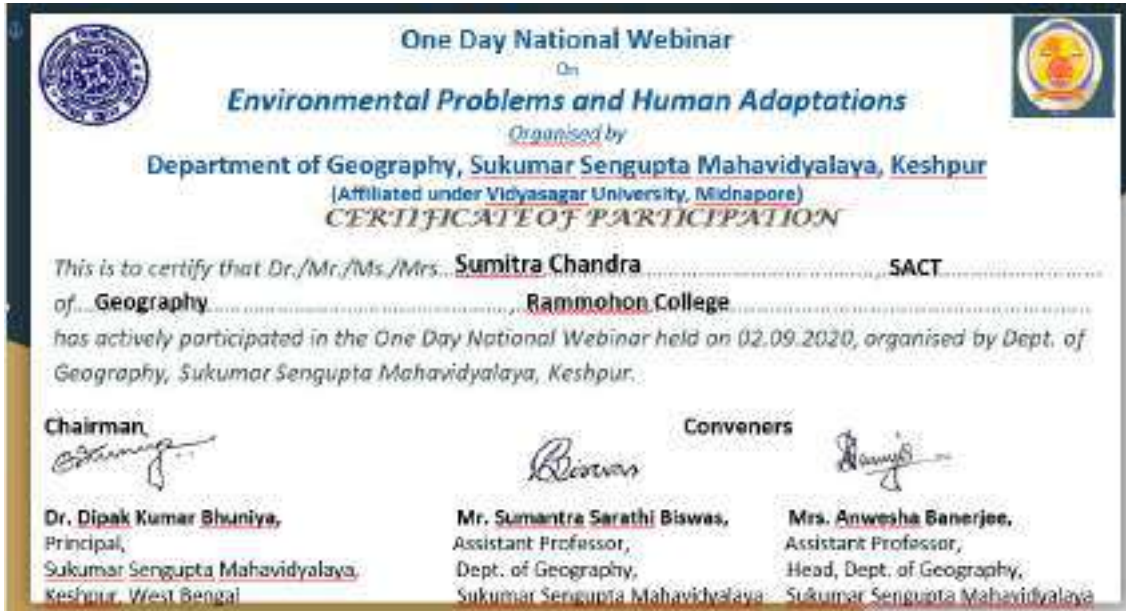 One Day National Webinar
On
Environmental Problems and Human Adaptations
Organised by
Department of Geography, Sukumar Sengupta Mahavidyalaya, Keshpur
(Affiliated under Vidyasagar University, Midnapore)
CERTIFICATE OF PARTICIPATION
This is to certify that Dr./Mr./Ms./Mrs. Sumitra Chandra, SACT
of Geography, Rammohon College
has actively participated in the One Day National Webinar held on 02.09.2020, organised by Dept. of
Geography, Sukumar Sengupta Mahavidyalaya, Keshpur.
Chairman Conveners
Biswas
Dr. Dipak Kumar Bhuniya, Mr. Sumantra Sarathi Biswas, Mrs. Anwesha Banerjee,
Principal, Assistant Professor, Assistant Professor,
Sukumar Sengupta Mahavidyalaya, Dept. of Geography, Head, Dept. of Geography,
Keshpur, West Bengal Sukumar Sengupta Mahavidyalaya Sukumar Sengupta Mahavidyalaya